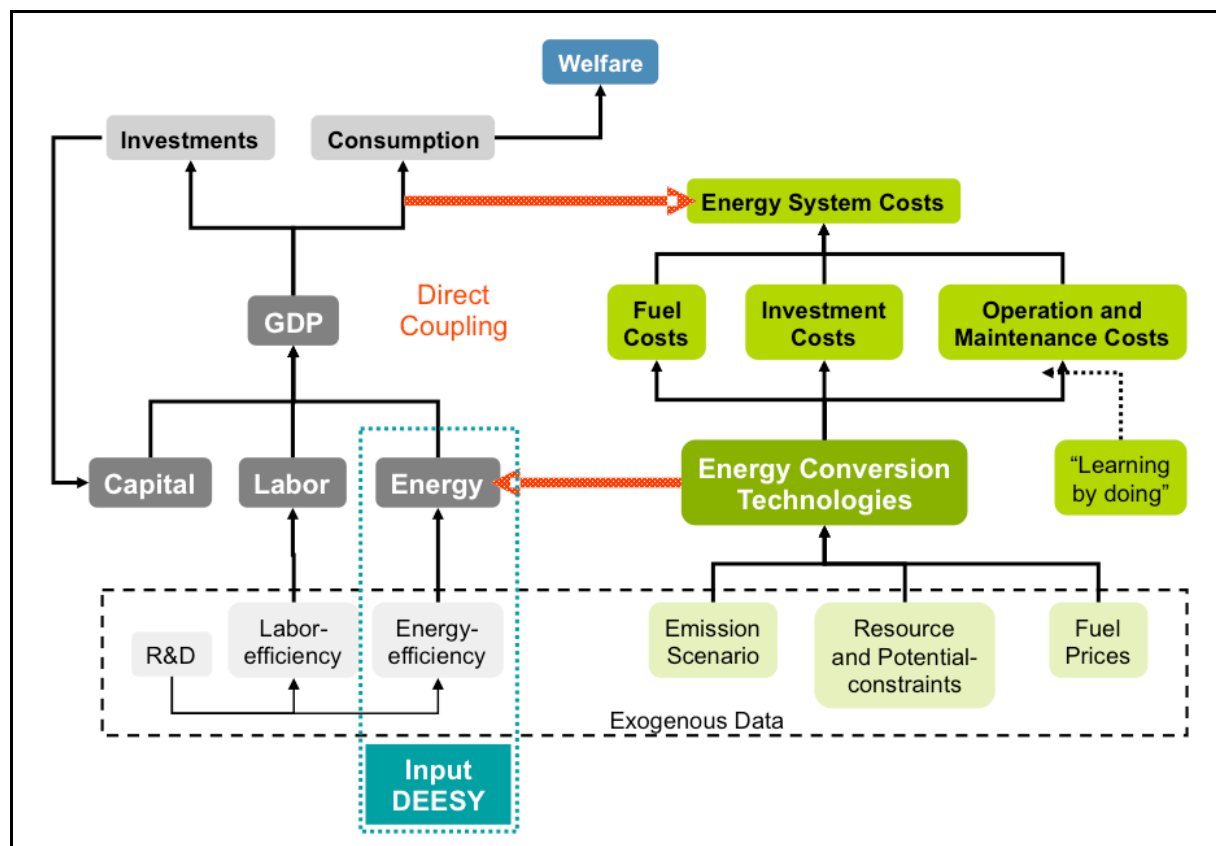 Welfare
Investments
Consumption
Energy System Costs
Direct
Coupling
GDP
Fuel
Costs
Investment
Costs
Operation and
Maintenance Costs
Capital
Labor
Energy
Energy Conversion
Technologies
“Learning
by doing”
R&D
Labor-
efficiency
Energy-
efficiency
Emission
Scenario
Resource
and Potential-
constraints
Fuel
Prices
Exogenous Data
Input
DEESY